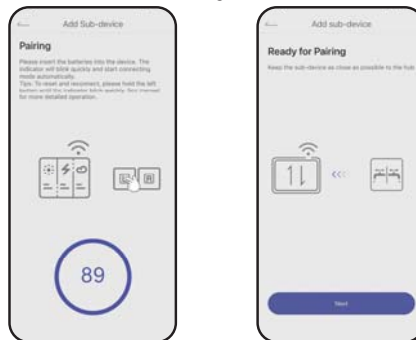 Add Sub-device
Pairing
Please insert the batteries into the device. The
indicator will blink quickly and start connecting
mode automatically.
Tips: To reset and reconnect, please hold the left
button until the indicator blink quickly. See manual
for more detailed operation.
89
Add sub-device
Ready for Pairing
Keep the sub-device as close as possible to the hub
Next